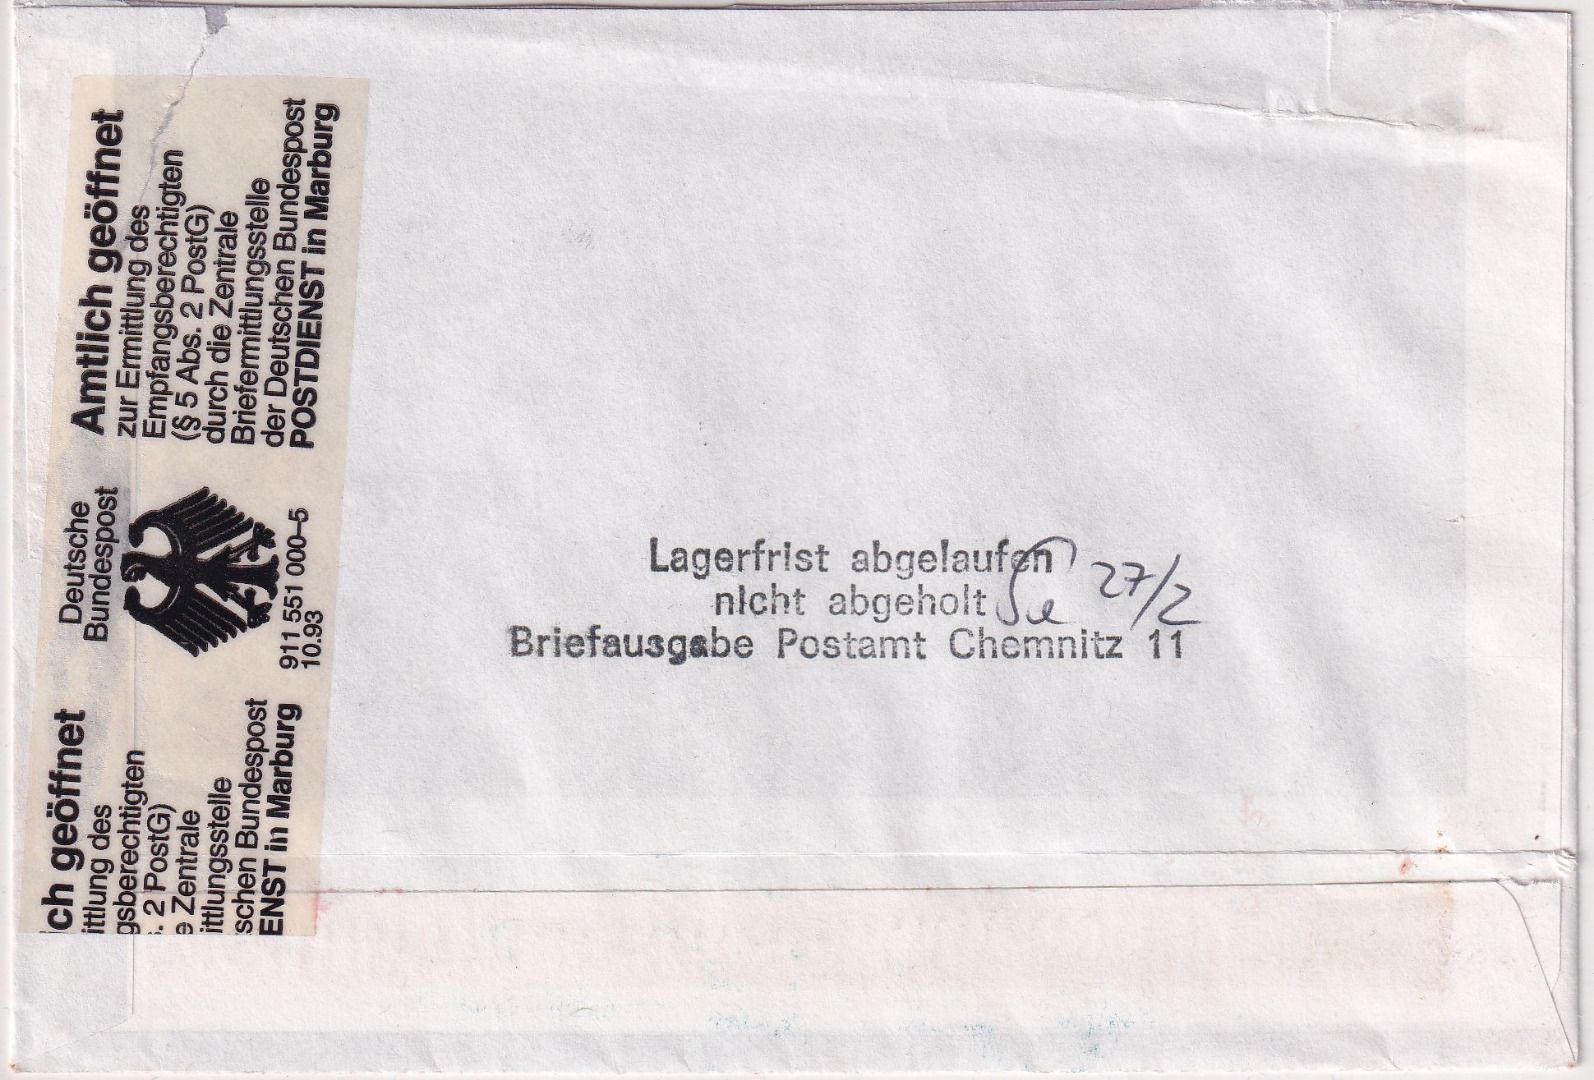 Amtlich geöffnet
zur Ermittlung des
Empfangsberechtigten
(§ 5 Abs. 2 PostG)
durch die Zentrale
Briefermittlungsstelle
der Deutschen Bundespost
POSTDIENST in Marburg
Deutsche
Bundespost
911 551 000–5
10.93
ch geöffnet
ittlung des
gsberechtigten
. 2 PostG)
e Zentrale
ittlungsstelle
schen Bundespost
ENST in Marburg
Lagerfrist abgelaufen
nicht abgeholt 27/2
Briefausgabe Postamt Chemnitz 11